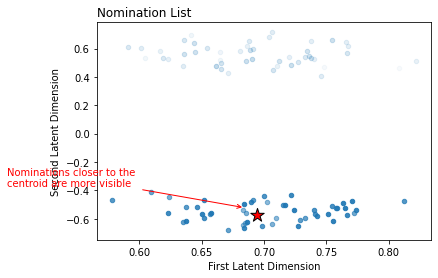 Nomination List
Second Latent Dimension
0.6
0.4
0.2
0.0
−0.2
−0.4
−0.6
Nominations closer to the
centroid are more visible
0.60 0.65 0.70 0.75 0.80
First Latent Dimension